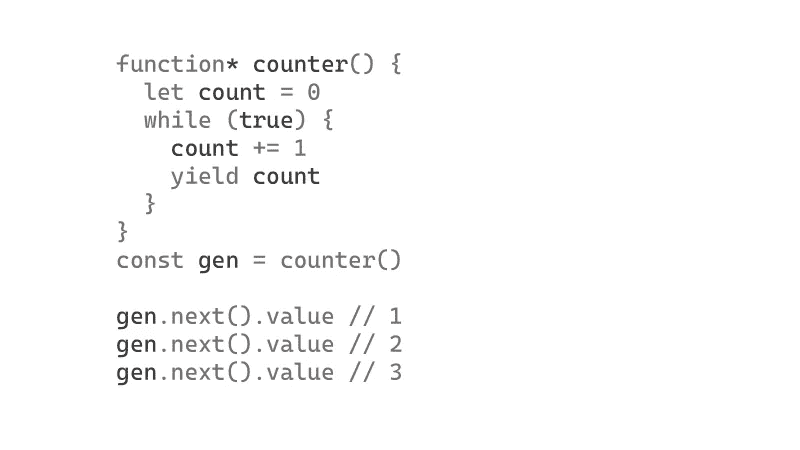 function* counter() {
  let count = 0
  while (true) {
    count += 1
    yield count
  }
}
const gen = counter()

gen.next().value // 1
gen.next().value // 2
gen.next().value // 3